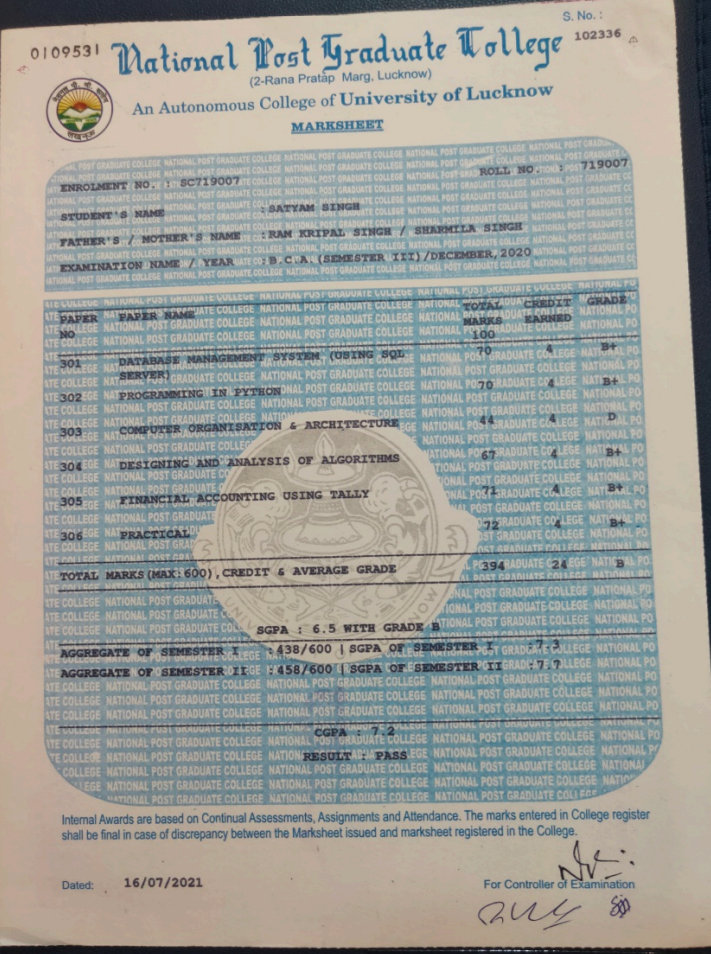 S. No. :
0109531 National Post Graduate College 102336
(2-Rana Pratap Marg, Lucknow)
An Autonomous College of University of Lucknow
MARKSHEET
ENROLMENT NO. : SC719007 ROLL NO. : 719007
STUDENT'S NAME : SATYAM SINGH
FATHER'S / MOTHER'S NAME : RAM KRIPAL SINGH / SHARMILA SINGH
EXAMINATION NAME / YEAR : B.C.A. (SEMESTER III)/DECEMBER, 2020
PAPER PAPER NAME TOTAL CREDIT GRADE
NO MARKS EARNED
100
301 DATABASE MANAGEMENT SYSTEM (USING SQL 70 4 B+
SERVER)
302 PROGRAMMING IN PYTHON 70 4 B+
303 COMPUTER ORGANISATION & ARCHITECTURE 44 4 D
304 DESIGNING AND ANALYSIS OF ALGORITHMS 67 4 B+
305 FINANCIAL ACCOUNTING USING TALLY 71 4 B+
306 PRACTICAL 72 4 B+
TOTAL MARKS (MAX:600), CREDIT & AVERAGE GRADE 394 24 B
SGPA : 6.5 WITH GRADE B
AGGREGATE OF SEMESTER I : 438/600 | SGPA OF SEMESTER I : 7.3
AGGREGATE OF SEMESTER II : 458/600 | SGPA OF SEMESTER II : 7.7
CGPA : 7.2
RESULT : PASS
Internal Awards are based on Continual Assessments, Assignments and Attendance. The marks entered in College register
shall be final in case of discrepancy between the Marksheet issued and marksheet registered in the College.
Dated: 16/07/2021 For Controller of Examination